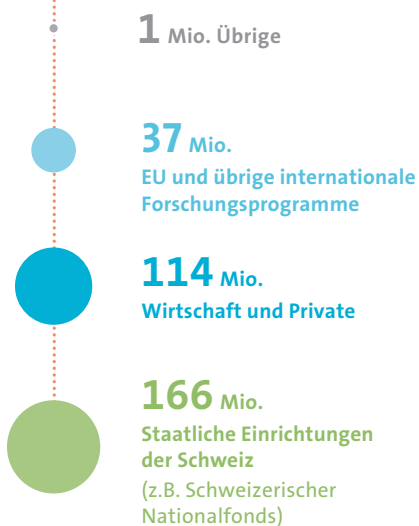 1 Mio. Übrige
37 Mio.
EU und übrige internationale
Forschungsprogramme
114 Mio.
Wirtschaft und Private
166 Mio.
Staatliche Einrichtungen
der Schweiz
(z.B. Schweizerischer
Nationalfonds)